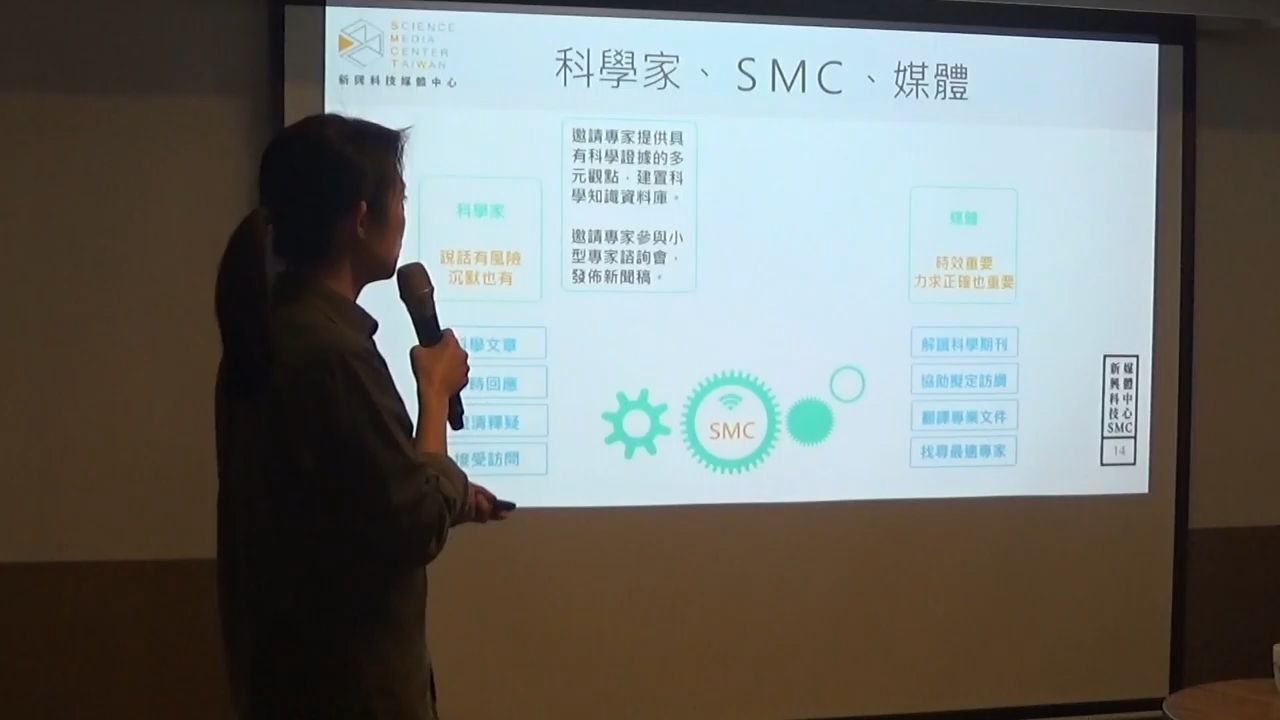 SCIENCE
MEDIA
CENTER
TAIWAN
新興科技媒體中心
科學家、SMC、媒體
科學家
說話有風險
沉默也有
學文章
時回應
清釋疑
受訪問
邀請專家提供具
有科學證據的多
元觀點，建置科
學知識資料庫。
邀請專家參與小
型專家諮詢會，
發佈新聞稿。
SMC
媒體
時效重要
力求正確也重要
解讀科學期刊
協助擬定訪綱
翻譯專業文件
找尋最適專家
新興科技
媒體中心
SMC
14